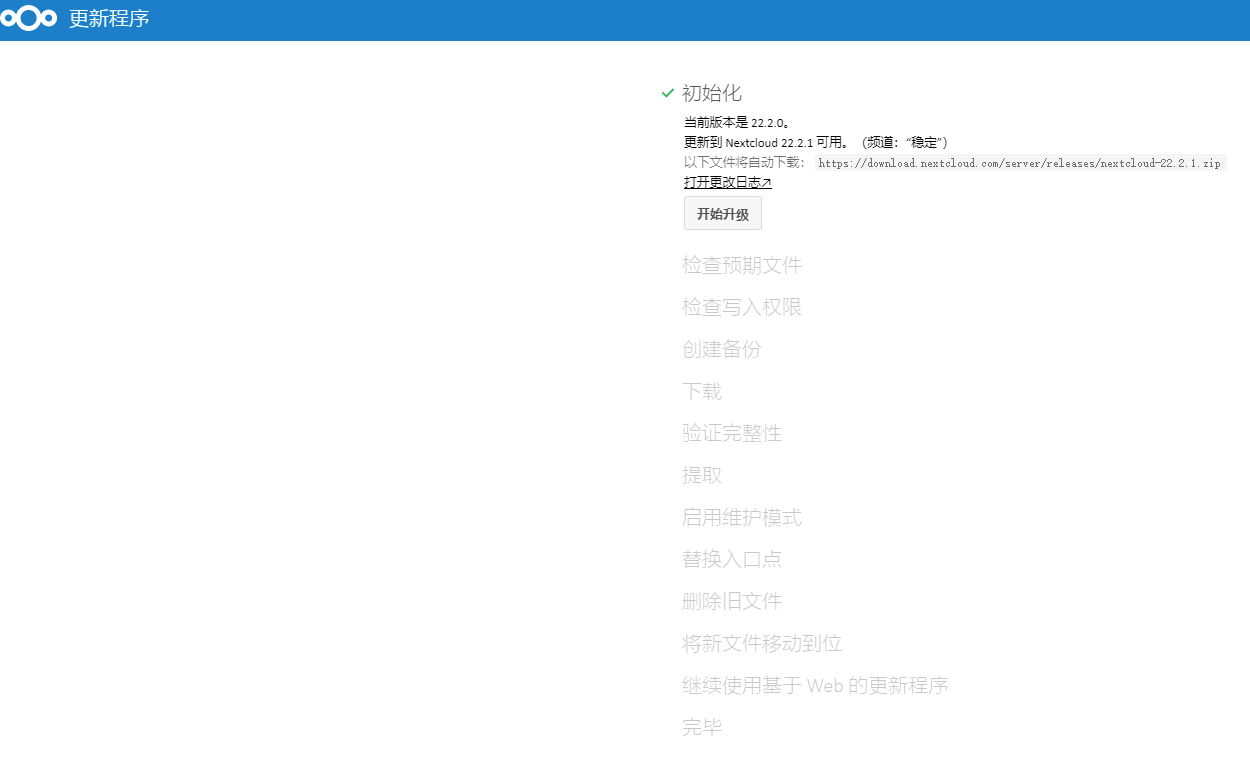 更新程序
初始化
当前版本是 22.2.0。
更新到 Nextcloud 22.2.1 可用。（频道：“稳定”）
以下文件将自动下载： https://download.nextcloud.com/server/releases/nextcloud-22.2.1.zip
打开更改日志↗
开始升级
检查预期文件
检查写入权限
创建备份
下载
验证完整性
提取
启用维护模式
替换入口点
删除旧文件
将新文件移动到位
继续使用基于 Web 的更新程序
完毕